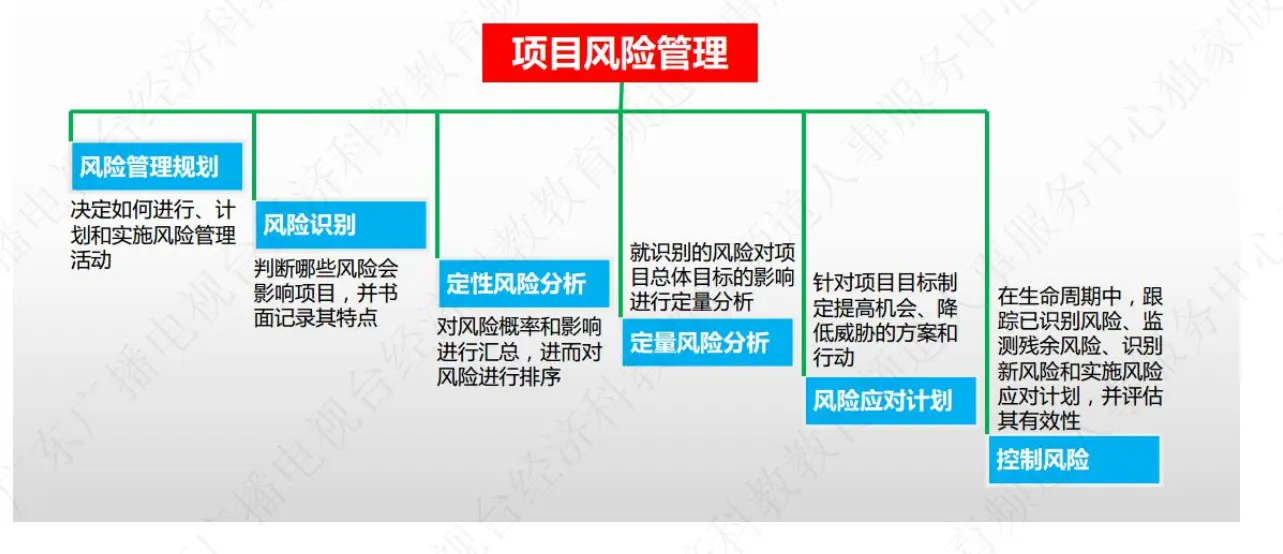 项目风险管理
风险管理规划
决定如何进行、计
划和实施风险管理
活动
风险识别
判断哪些风险会
影响项目，并书
面记录其特点
定性风险分析
对风险概率和影响
进行汇总，进而对
风险进行排序
就识别的风险对项
目总体目标的影响
进行定量分析
定量风险分析
针对项目目标制
定提高机会、降
低威胁的方案和
行动
风险应对计划
在生命周期中，跟
踪已识别风险、监
测残余风险、识别
新风险和实施风险
应对计划，并评估
其有效性
控制风险
广东广播电视台经济科教教育频道人事服务中心独家版